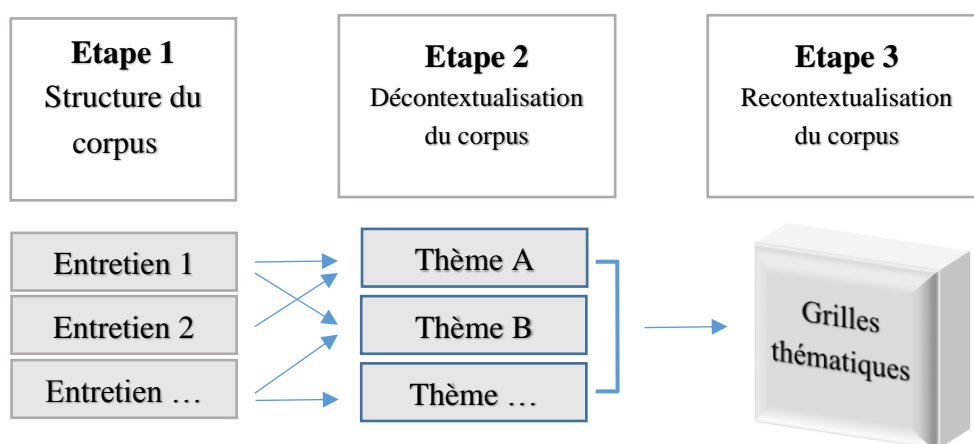 Etape 1
Structure du
corpus
Etape 2
Décontextualisation
du corpus
Etape 3
Recontextualisation
du corpus
Entretien 1
Entretien 2
Entretien …
Thème A
Thème B
Thème …
Grilles
thématiques